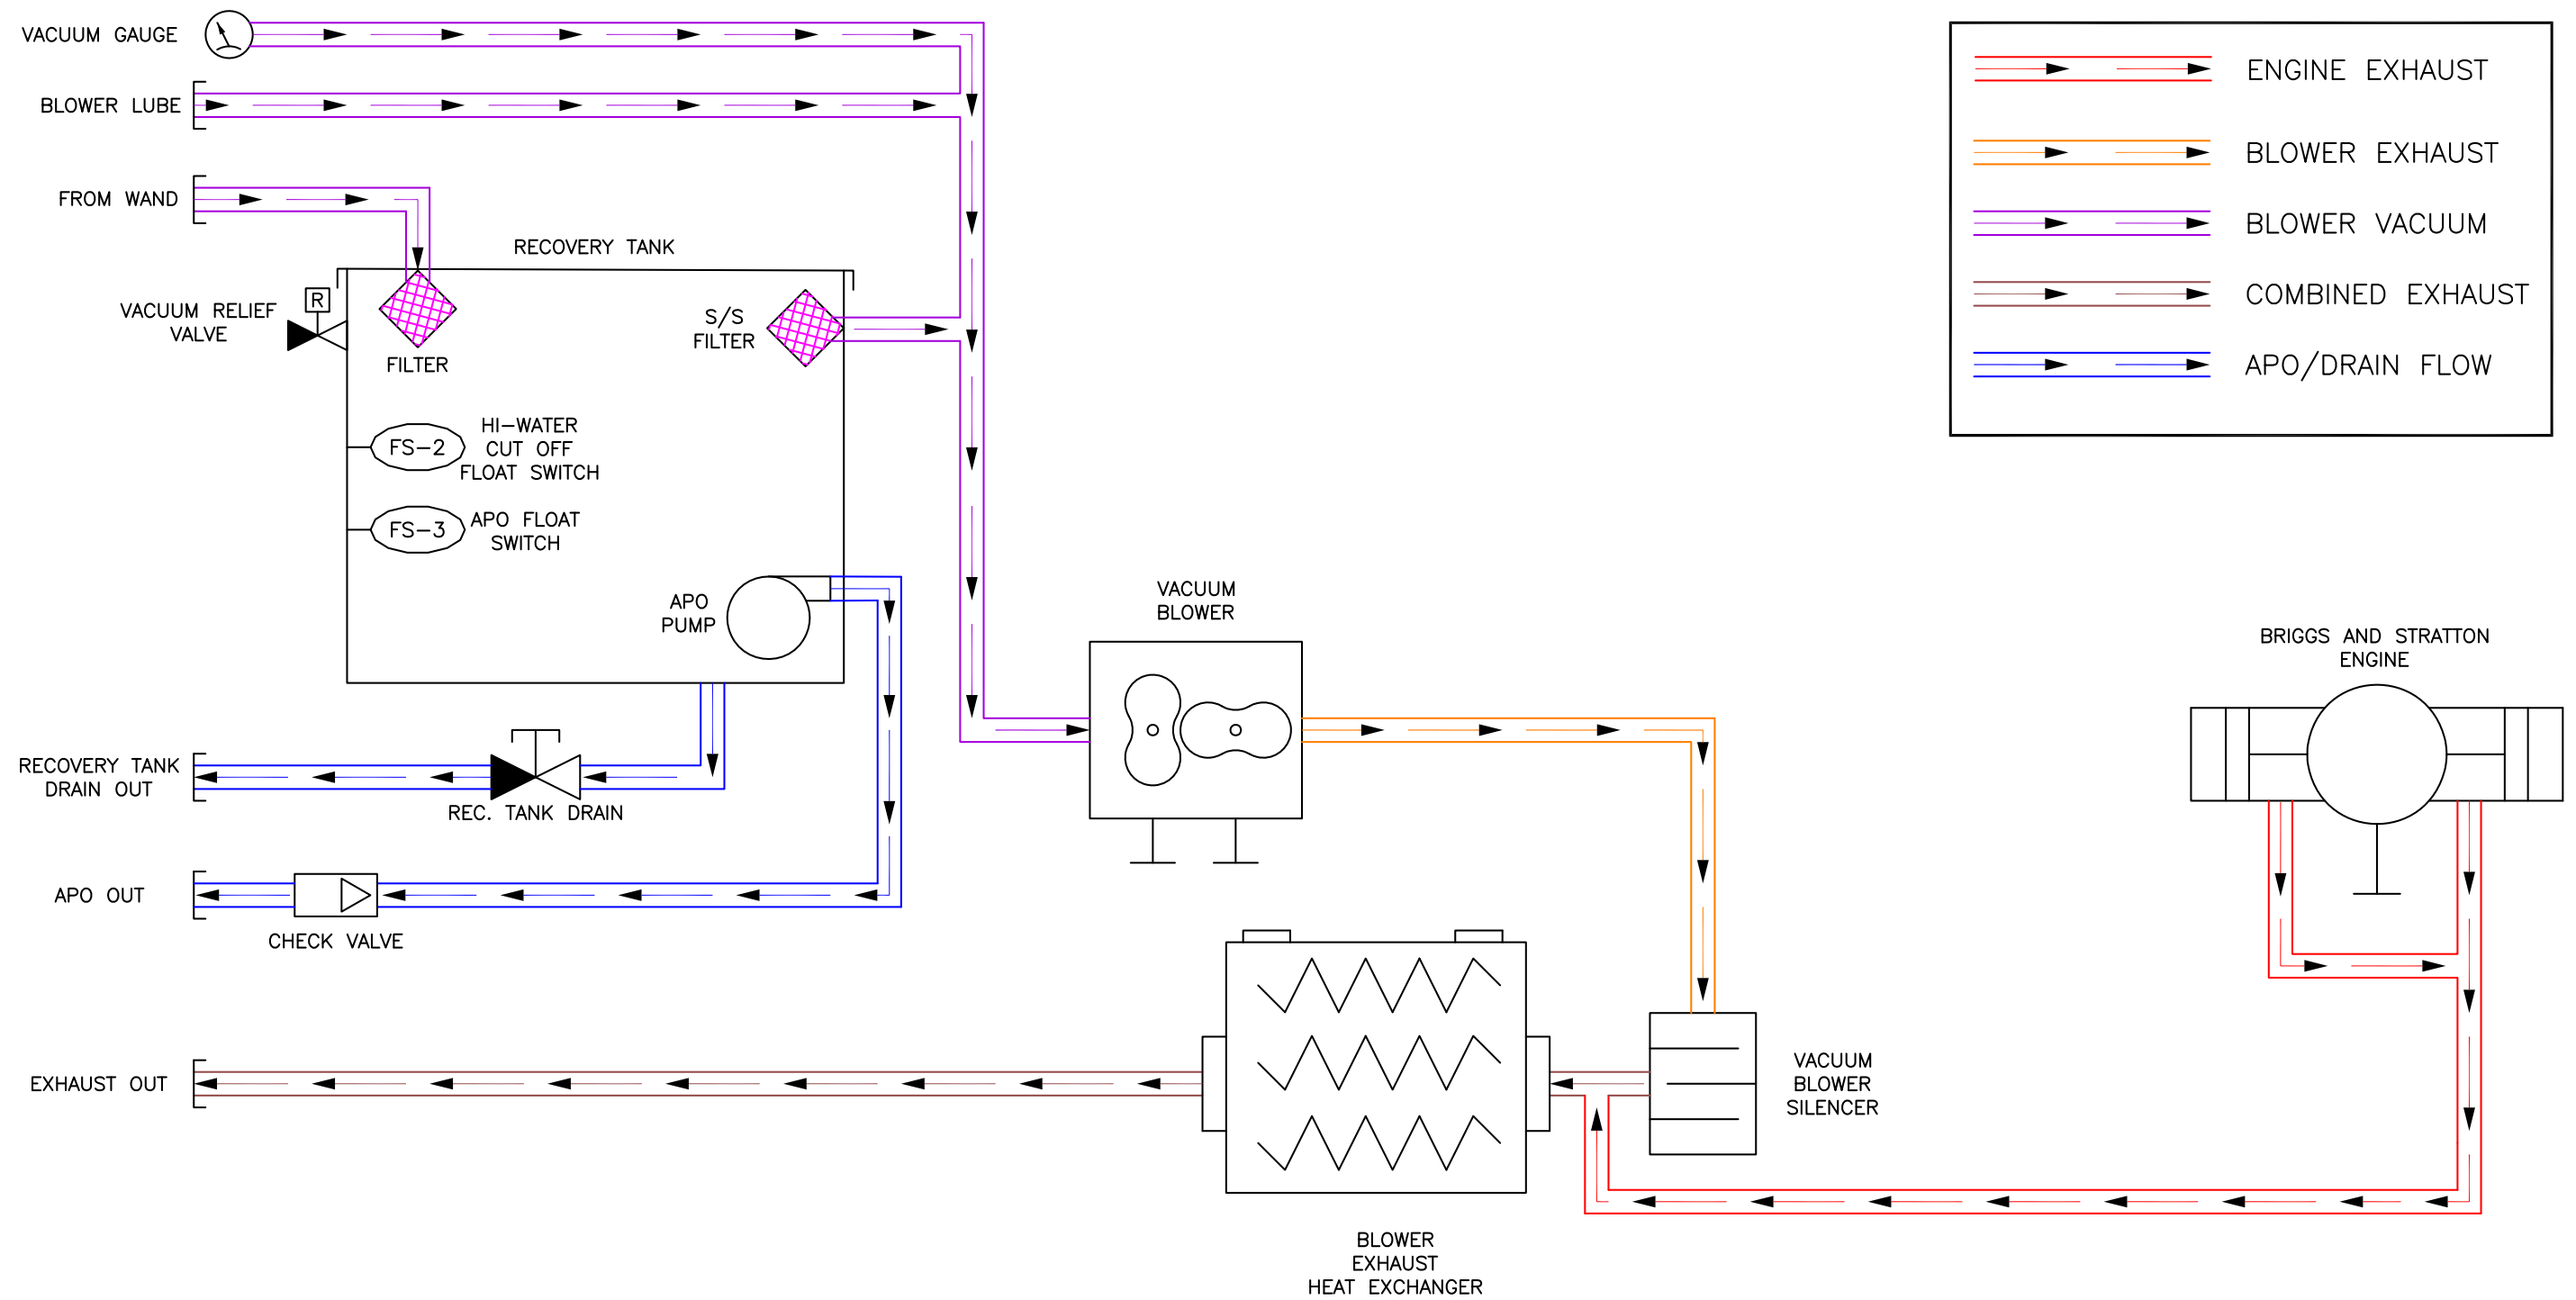 VACUUM GAUGE
BLOWER LUBE
FROM WAND
RECOVERY TANK
R
VACUUM RELIEF
VALVE
FILTER
S/S
FILTER
FS-2
HI-WATER
CUT OFF
FLOAT SWITCH
FS-3
APO FLOAT
SWITCH
APO
PUMP
RECOVERY TANK
DRAIN OUT
REC. TANK DRAIN
APO OUT
CHECK VALVE
EXHAUST OUT
VACUUM
BLOWER
BLOWER
EXHAUST
HEAT EXCHANGER
VACUUM
BLOWER
SILENCER
BRIGGS AND STRATTON
ENGINE
ENGINE EXHAUST
BLOWER EXHAUST
BLOWER VACUUM
COMBINED EXHAUST
APO/DRAIN FLOW